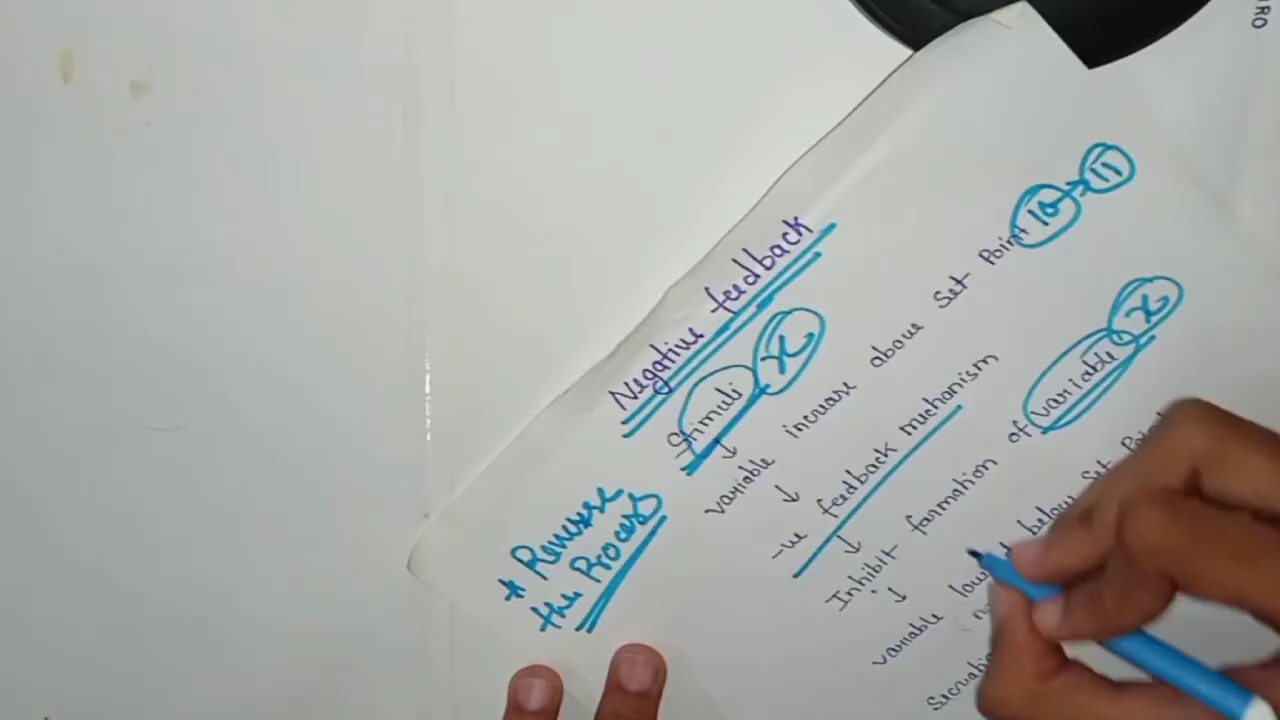 Negative feedback
Stimuli x
variable increase above Set Point 10 → 11
-ve feedback mechanism
Inhibit formation of variable x
variable below Set
* Reverse
the Process